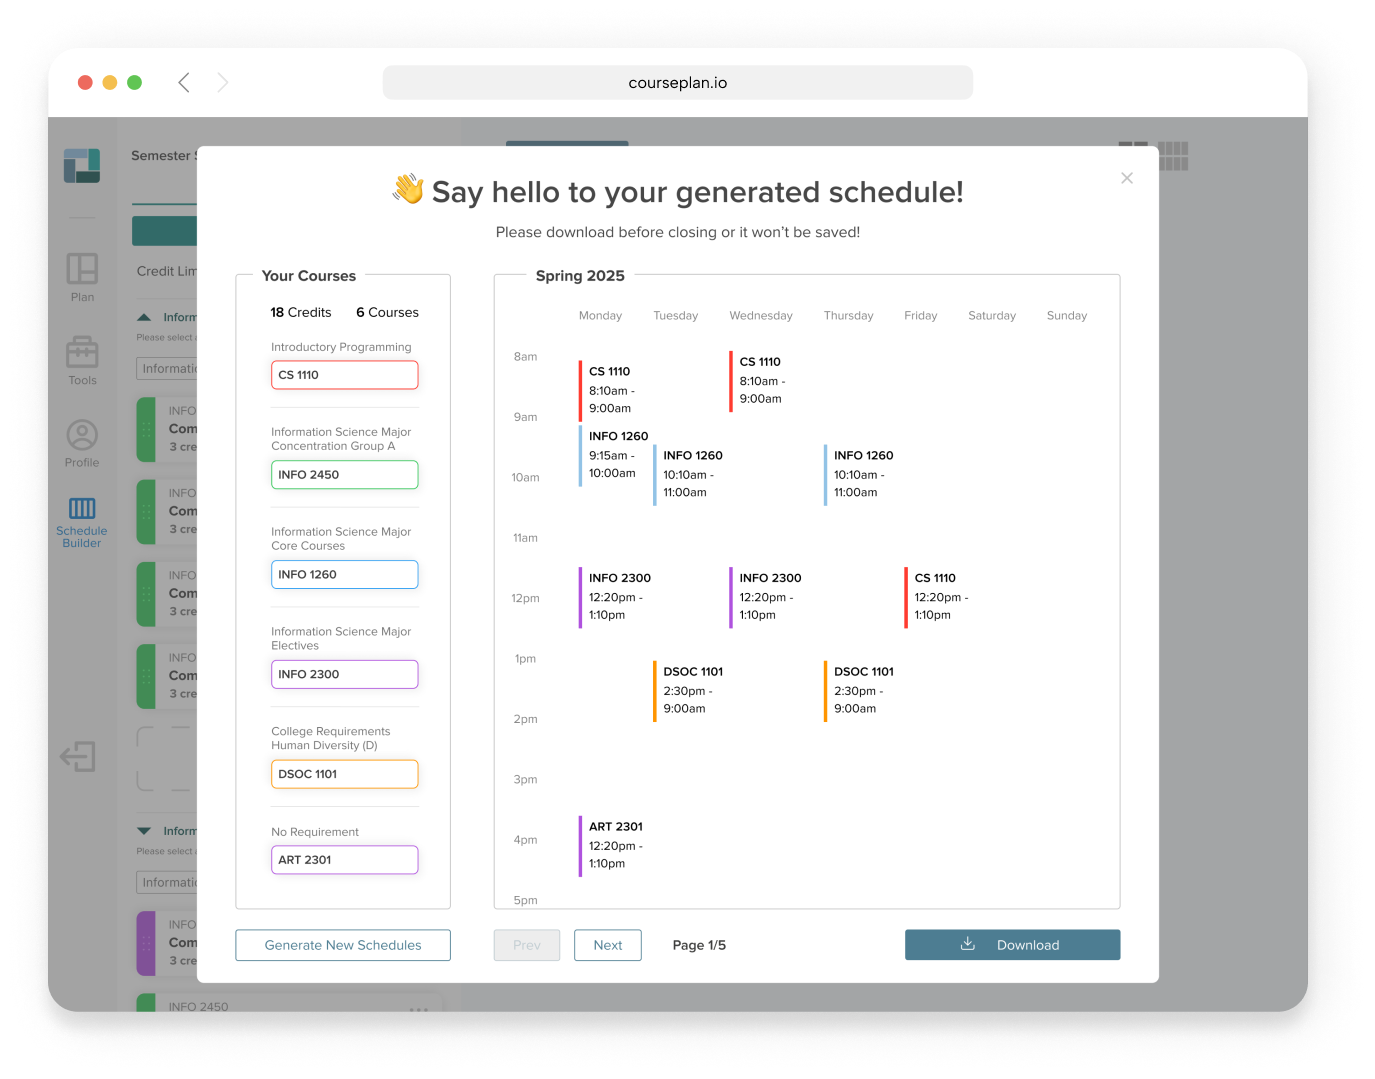 courseplan.io
Semester S
Plan
Tools
Profile
Schedule
Builder
Credit Lim
Inform
Please select a
Informatic
INFO
Com
3 cre
INFO
Com
3 cre
INFO
Com
3 cre
INFO
Com
3 cre
Inform
Please select a
Informatic
INFO
Com
3 cre
INFO 2450
👋 Say hello to your generated schedule!
Please download before closing or it won't be saved!
Your Courses
18 Credits 6 Courses
Introductory Programming
CS 1110
Information Science Major
Concentration Group A
INFO 2450
Information Science Major
Core Courses
INFO 1260
Information Science Major
Electives
INFO 2300
College Requirements
Human Diversity (D)
DSOC 1101
No Requirement
ART 2301
Generate New Schedules
Spring 2025
Monday Tuesday Wednesday Thursday Friday Saturday Sunday
8am
9am
10am
11am
12pm
1pm
2pm
3pm
4pm
5pm
CS 1110
8:10am -
9:00am
INFO 1260
9:15am -
10:00am
INFO 2300
12:20pm -
1:10pm
ART 2301
12:20pm -
1:10pm
INFO 1260
10:10am -
11:00am
DSOC 1101
2:30pm -
9:00am
CS 1110
8:10am -
9:00am
INFO 2300
12:20pm -
1:10pm
INFO 1260
10:10am -
11:00am
DSOC 1101
2:30pm -
9:00am
CS 1110
12:20pm -
1:10pm
Prev
Next
Page 1/5
Download